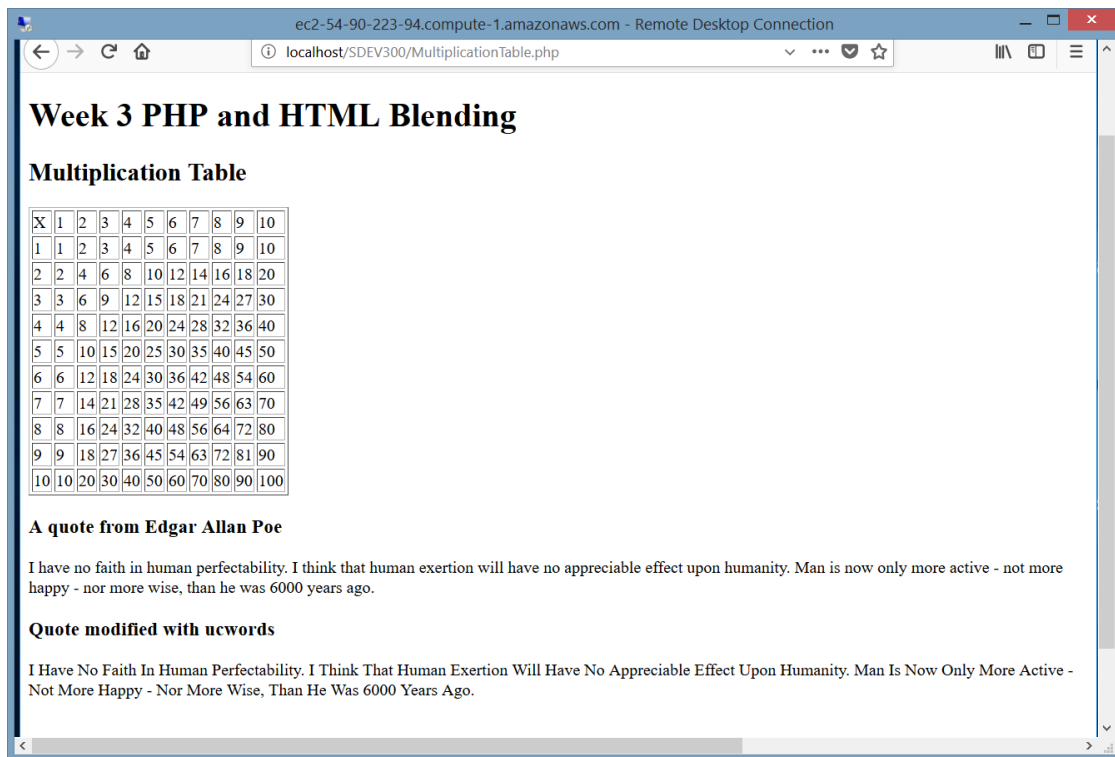 ec2-54-90-223-94.compute-1.amazonaws.com - Remote Desktop Connection
localhost/SDEV300/MultiplicationTable.php
Week 3 PHP and HTML Blending
Multiplication Table
X 1 2 3 4 5 6 7 8 9 10
1 1 2 3 4 5 6 7 8 9 10
2 2 4 6 8 10 12 14 16 18 20
3 3 6 9 12 15 18 21 24 27 30
4 4 8 12 16 20 24 28 32 36 40
5 5 10 15 20 25 30 35 40 45 50
6 6 12 18 24 30 36 42 48 54 60
7 7 14 21 28 35 42 49 56 63 70
8 8 16 24 32 40 48 56 64 72 80
9 9 18 27 36 45 54 63 72 81 90
10 10 20 30 40 50 60 70 80 90 100
A quote from Edgar Allan Poe
I have no faith in human perfectability. I think that human exertion will have no appreciable effect upon humanity. Man is now only more active - not more
happy - nor more wise, than he was 6000 years ago.
Quote modified with ucwords
I Have No Faith In Human Perfectability. I Think That Human Exertion Will Have No Appreciable Effect Upon Humanity. Man Is Now Only More Active -
Not More Happy - Nor More Wise, Than He Was 6000 Years Ago.